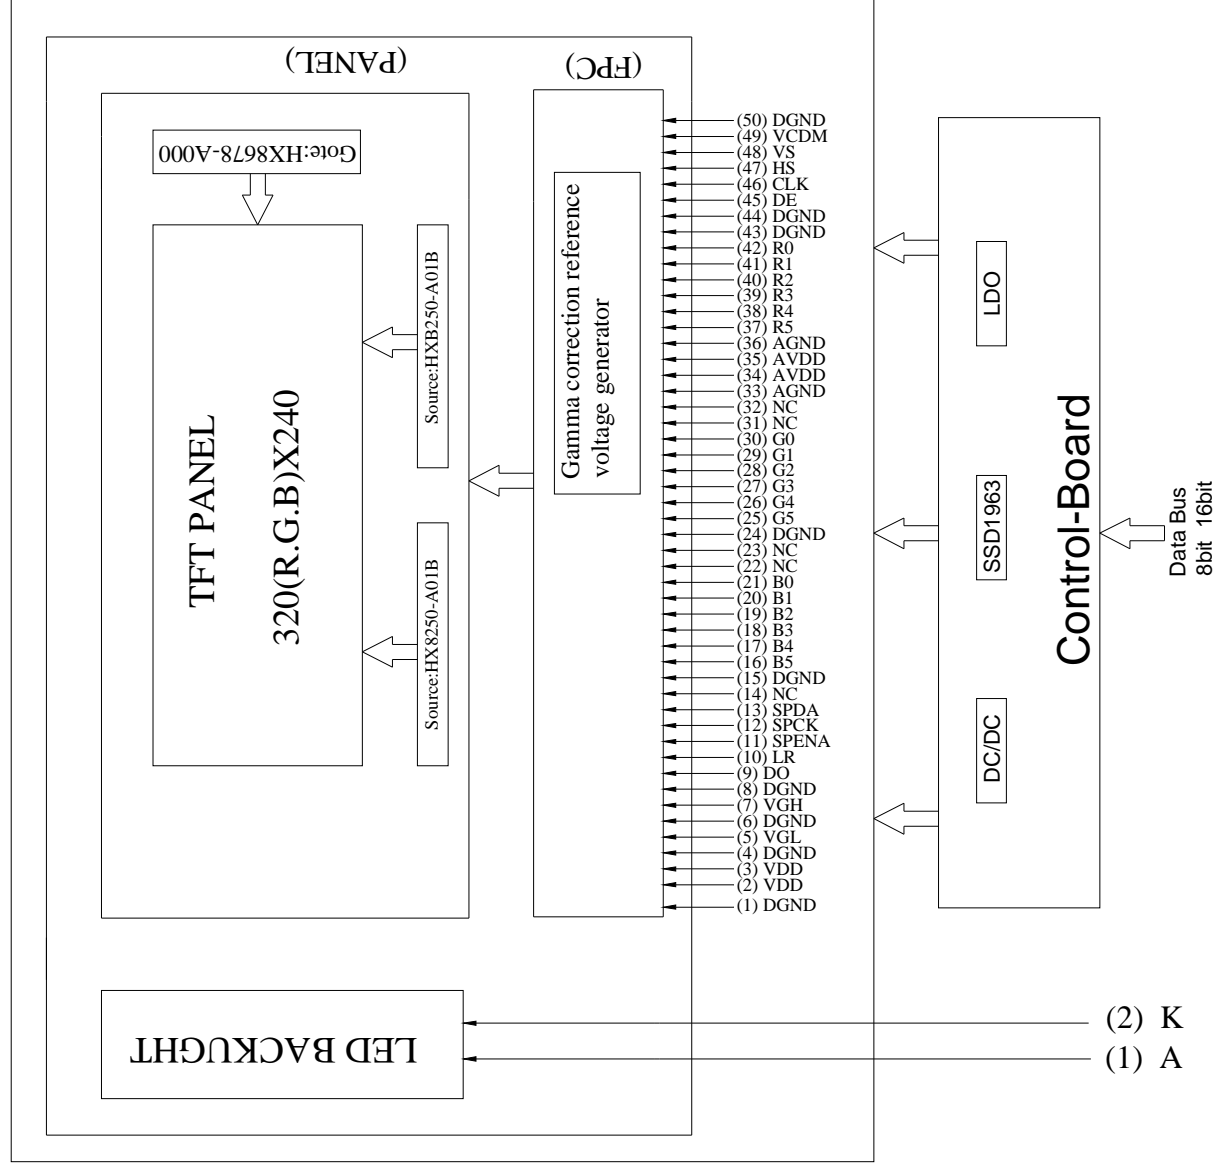 (PANEL)
(FPC)
Gote:HX8678-A000
TFT PANEL
320(R.G.B)X240
Source:HXB250-A01B
Source:HX8250-A01B
Gamma correction reference
voltage generator
(50) DGND
(49) VCDM
(48) VS
(47) HS
(46) CLK
(45) DE
(44) DGND
(43) DGND
(42) R0
(41) R1
(40) R2
(39) R3
(38) R4
(37) R5
(36) AGND
(35) AVDD
(34) AVDD
(33) AGND
(32) NC
(31) NC
(30) G0
(29) G1
(28) G2
(27) G3
(26) G4
(25) G5
(24) DGND
(23) NC
(22) NC
(21) B0
(20) B1
(19) B2
(18) B3
(17) B4
(16) B5
(15) DGND
(14) NC
(13) SPDA
(12) SPCK
(11) SPENA
(10) LR
(9) DO
(8) DGND
(7) VGH
(6) DGND
(5) VGL
(4) DGND
(3) VDD
(2) VDD
(1) DGND
LDO
SSD1963
DC/DC
Control-Board
Data Bus
8bit 16bit
LED BACKUGHT
(2) K
(1) A